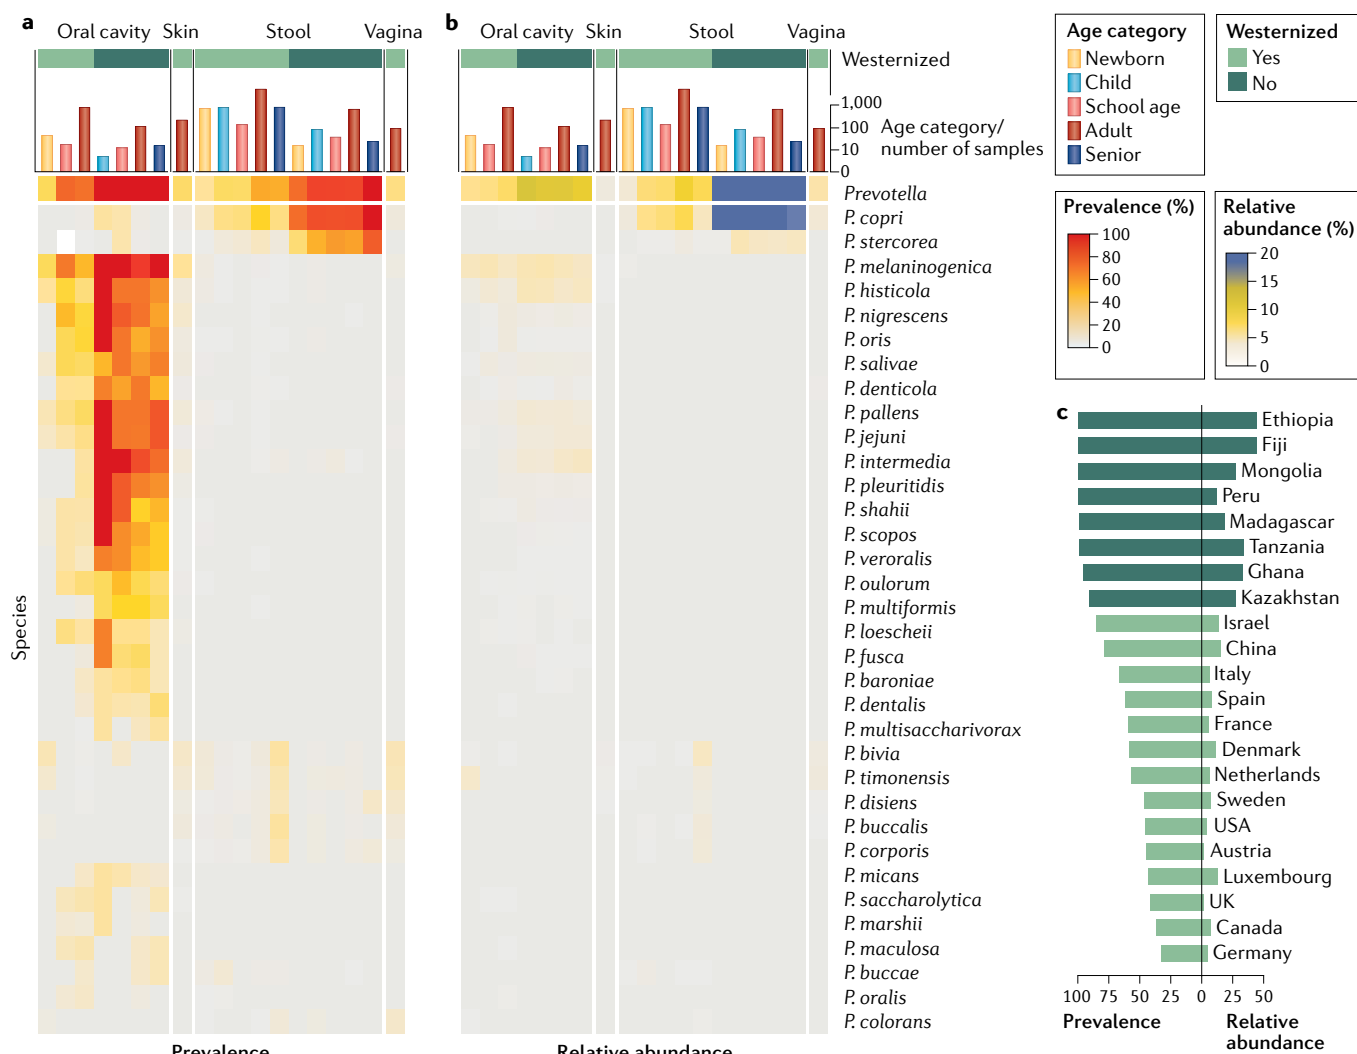 a
Oral cavity Skin Stool Vagina
b
Oral cavity Skin Stool Vagina
Westernized
1,000
100
10
0
Age category/
number of samples
Prevotella
P. copri
P. stercorea
P. melaninogenica
P. histicola
P. nigrescens
P. oris
P. salivae
P. denticola
P. pallens
P. jejuni
P. intermedia
P. pleuritidis
P. shahii
P. scopos
P. veroralis
P. oulorum
P. multiformis
P. loescheii
P. fusca
P. baroniae
P. dentalis
P. multisaccharivorax
P. bivia
P. timonensis
P. disiens
P. buccalis
P. corporis
P. micans
P. saccharolytica
P. marshii
P. maculosa
P. buccae
P. oralis
P. colorans
Species
Prevalence
Relative abundance
Age category
Newborn
Child
School age
Adult
Senior
Westernized
Yes
No
Prevalence (%)
100
80
60
40
20
0
Relative
abundance (%)
20
15
10
5
0
c
Ethiopia
Fiji
Mongolia
Peru
Madagascar
Tanzania
Ghana
Kazakhstan
Israel
China
Italy
Spain
France
Denmark
Netherlands
Sweden
USA
Austria
Luxembourg
UK
Canada
Germany
100 75 50 25 0 25 50
Prevalence
Relative
abundance